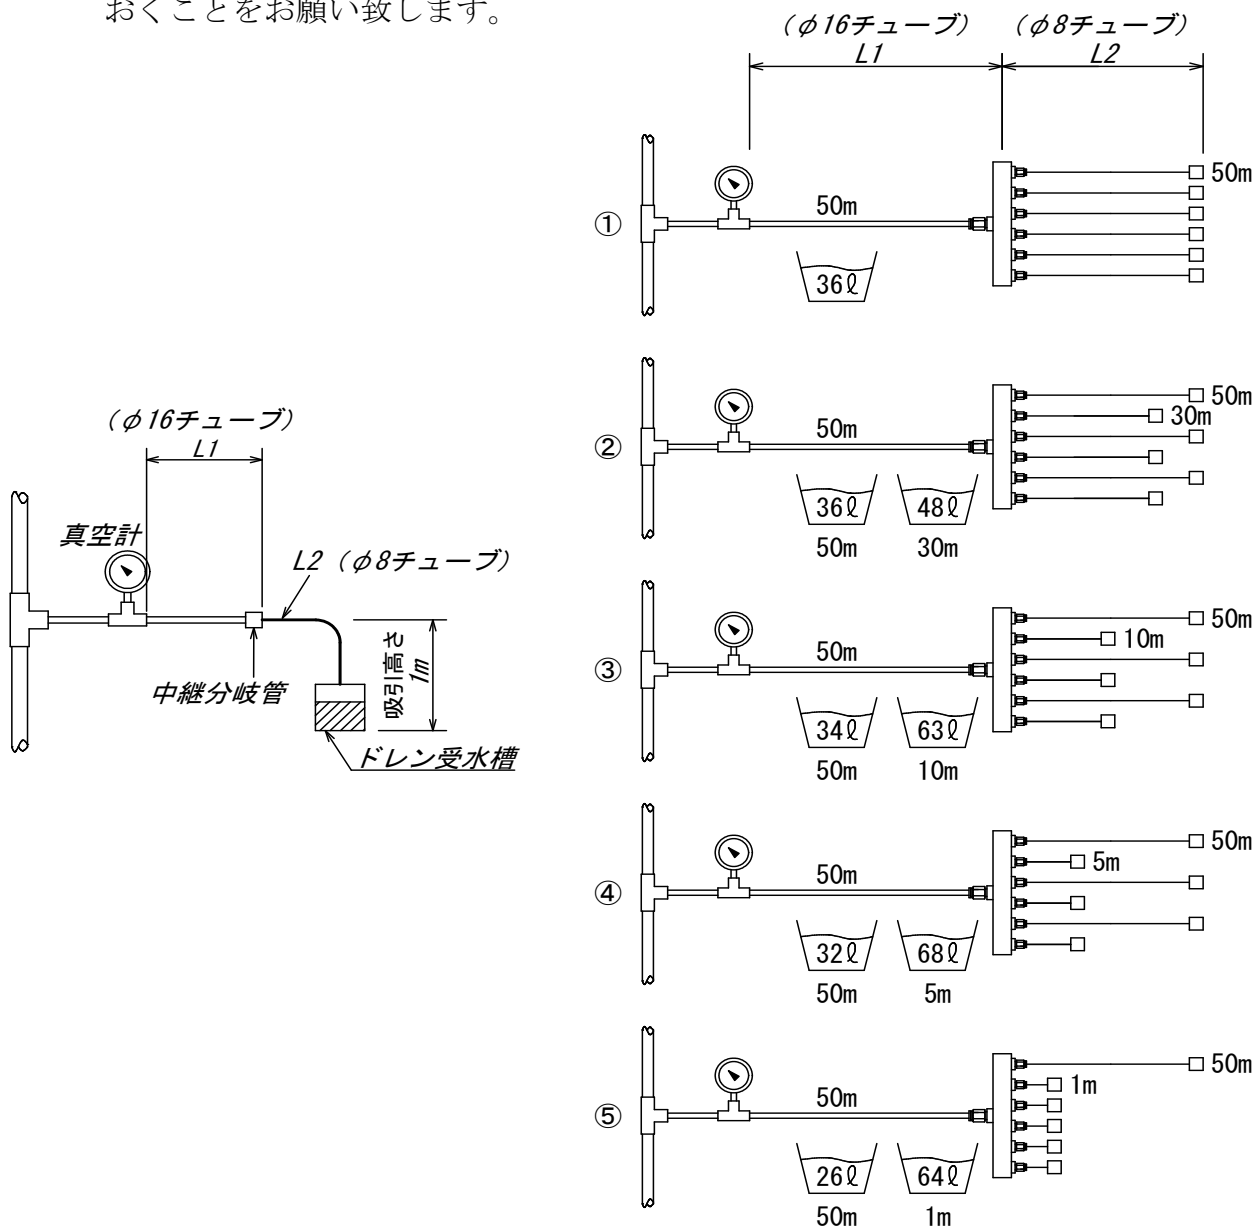 おくことをお願い致します。
(φ16チューブ)
L1
真空計
L2 (φ8チューブ)
吸引高さ
1m
中継分岐管
ドレン受水槽
(φ16チューブ) (φ8チューブ)
L1 L2
①
50m
50m
36ℓ
②
50m
50m
30m
36ℓ 48ℓ
50m 30m
③
50m
50m
10m
34ℓ 63ℓ
50m 10m
④
50m
50m
5m
32ℓ 68ℓ
50m 5m
⑤
50m
50m
1m
26ℓ 64ℓ
50m 1m